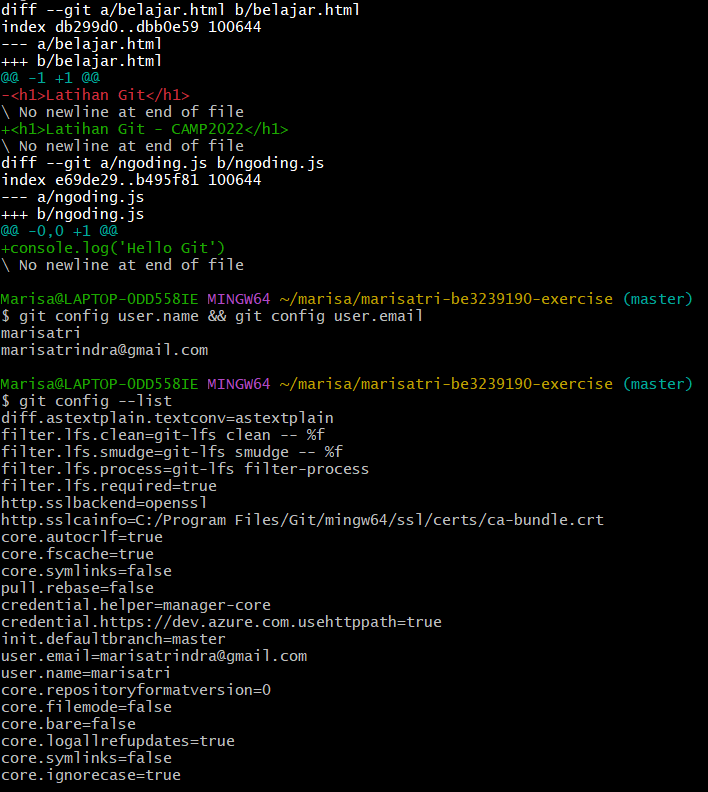 diff --git a/belajar.html b/belajar.html
index db299d0..dbb0e59 100644
--- a/belajar.html
+++ b/belajar.html
@@ -1 +1 @@
-<h1>Latihan Git</h1>
\ No newline at end of file
+<h1>Latihan Git - CAMP2022</h1>
\ No newline at end of file
diff --git a/ngoding.js b/ngoding.js
index e69de29..b495f81 100644
--- a/ngoding.js
+++ b/ngoding.js
@@ -0,0 +1 @@
+console.log('Hello Git')
\ No newline at end of file
Marisa@LAPTOP-ODD558IE MINGW64 ~/marisa/marisatri-be3239190-exercise (master)
$ git config user.name && git config user.email
marisatri
marisatrindra@gmail.com
Marisa@LAPTOP-ODD558IE MINGW64 ~/marisa/marisatri-be3239190-exercise (master)
$ git config --list
diff.astextplain.textconv=astextplain
filter.lfs.clean=git-lfs clean -- %f
filter.lfs.smudge=git-lfs smudge -- %f
filter.lfs.process=git-lfs filter-process
filter.lfs.required=true
http.sslbackend=openssl
http.sslcainfo=C:/Program Files/Git/mingw64/ssl/certs/ca-bundle.crt
core.autocrlf=true
core.fscache=true
core.symlinks=false
pull.rebase=false
credential.helper=manager-core
credential.https://dev.azure.com.usehttppath=true
init.defaultbranch=master
user.email=marisatrindra@gmail.com
user.name=marisatri
core.repositoryformatversion=0
core.filemode=false
core.bare=false
core.logallrefupdates=true
core.symlinks=false
core.ignorecase=true